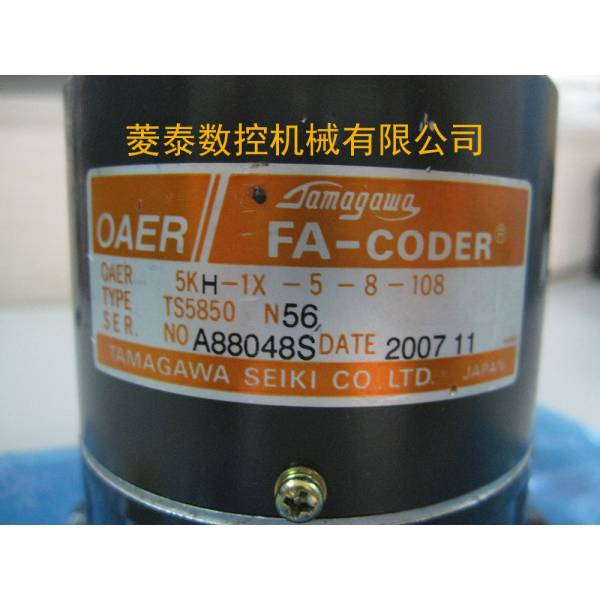 菱泰数控机械有限公司
Tamagawa
OAER FA-CODER®
OAER 5KH-1X-5-8-108
TYPE TS5850 N56
SER. NO A88048S DATE 2007 11
TAMAGAWA SEIKI CO. LTD. JAPAN